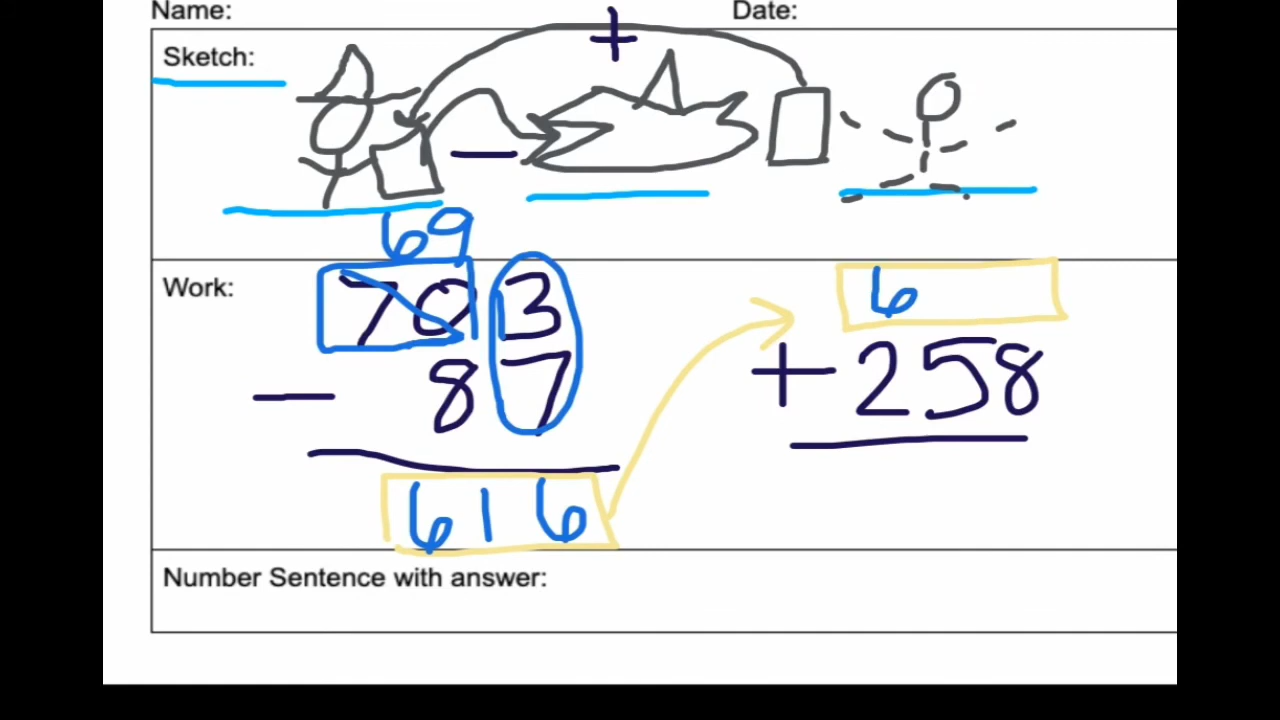 Name: Date:
Sketch:
+
−
69
Work:
703
− 87
616
6
+ 258
Number Sentence with answer: